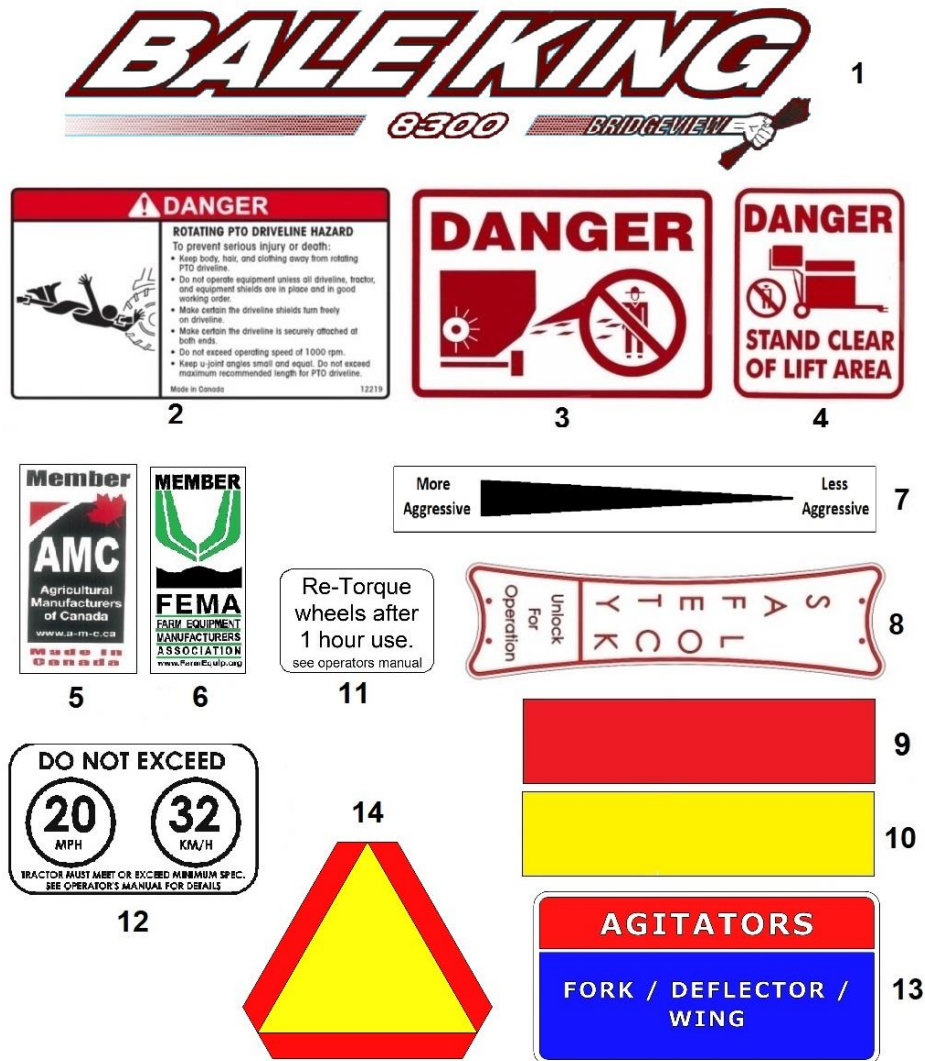 BALE KING
1
8300
BRIDGEVIEW
DANGER
ROTATING PTO DRIVELINE HAZARD
To prevent serious injury or death:
• Keep body, hair, and clothing away from rotating
PTO driveline.
• Do not operate equipment unless all driveline, tractor,
and equipment shields are in place and in good
working order.
• Make certain the driveline shields turn freely
on driveline.
• Make certain the driveline is securely attached at
both ends.
• Do not exceed operating speed of 1000 rpm.
• Keep u-joint angles small and equal. Do not exceed
maximum recommended length for PTO driveline.
Made in Canada 12219
2
DANGER
3
DANGER
STAND CLEAR
OF LIFT AREA
4
Member
AMC
Agricultural
Manufacturers
of Canada
www.a-m-c.ca
Made in
Canada
5
MEMBER
FEMA
FARM EQUIPMENT
MANUFACTURERS
ASSOCIATION
www.FarmEquip.org
6
More
Aggressive
Less
Aggressive
7
SAFETY
LOCK
Unlock
For
Operation
8
Re-Torque
wheels after
1 hour use.
see operators manual
11
9
10
DO NOT EXCEED
20
MPH
32
KM/H
TRACTOR MUST MEET OR EXCEED MINIMUM SPEC.
SEE OPERATOR'S MANUAL FOR DETAILS
12
14
AGITATORS
FORK / DEFLECTOR /
WING
13